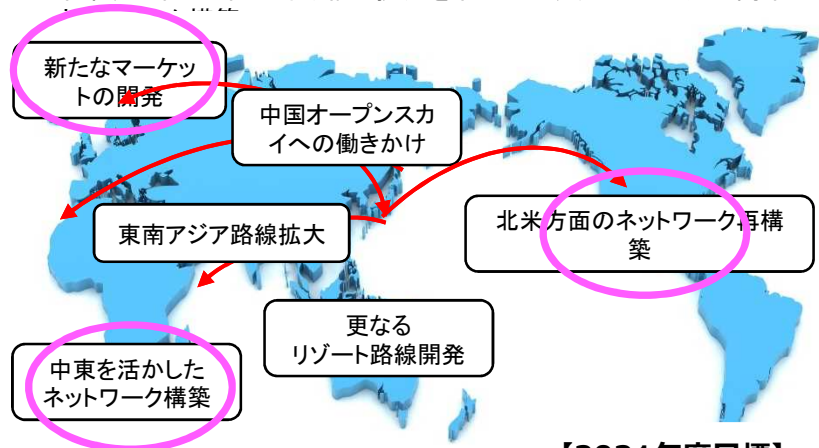 新たなマーケッ
トの開発
中国オープンスカ
イへの働きかけ
東南アジア路線拡大
北米方面のネットワーク再構
築
更なる
リゾート路線開発
中東を活かした
ネットワーク構築